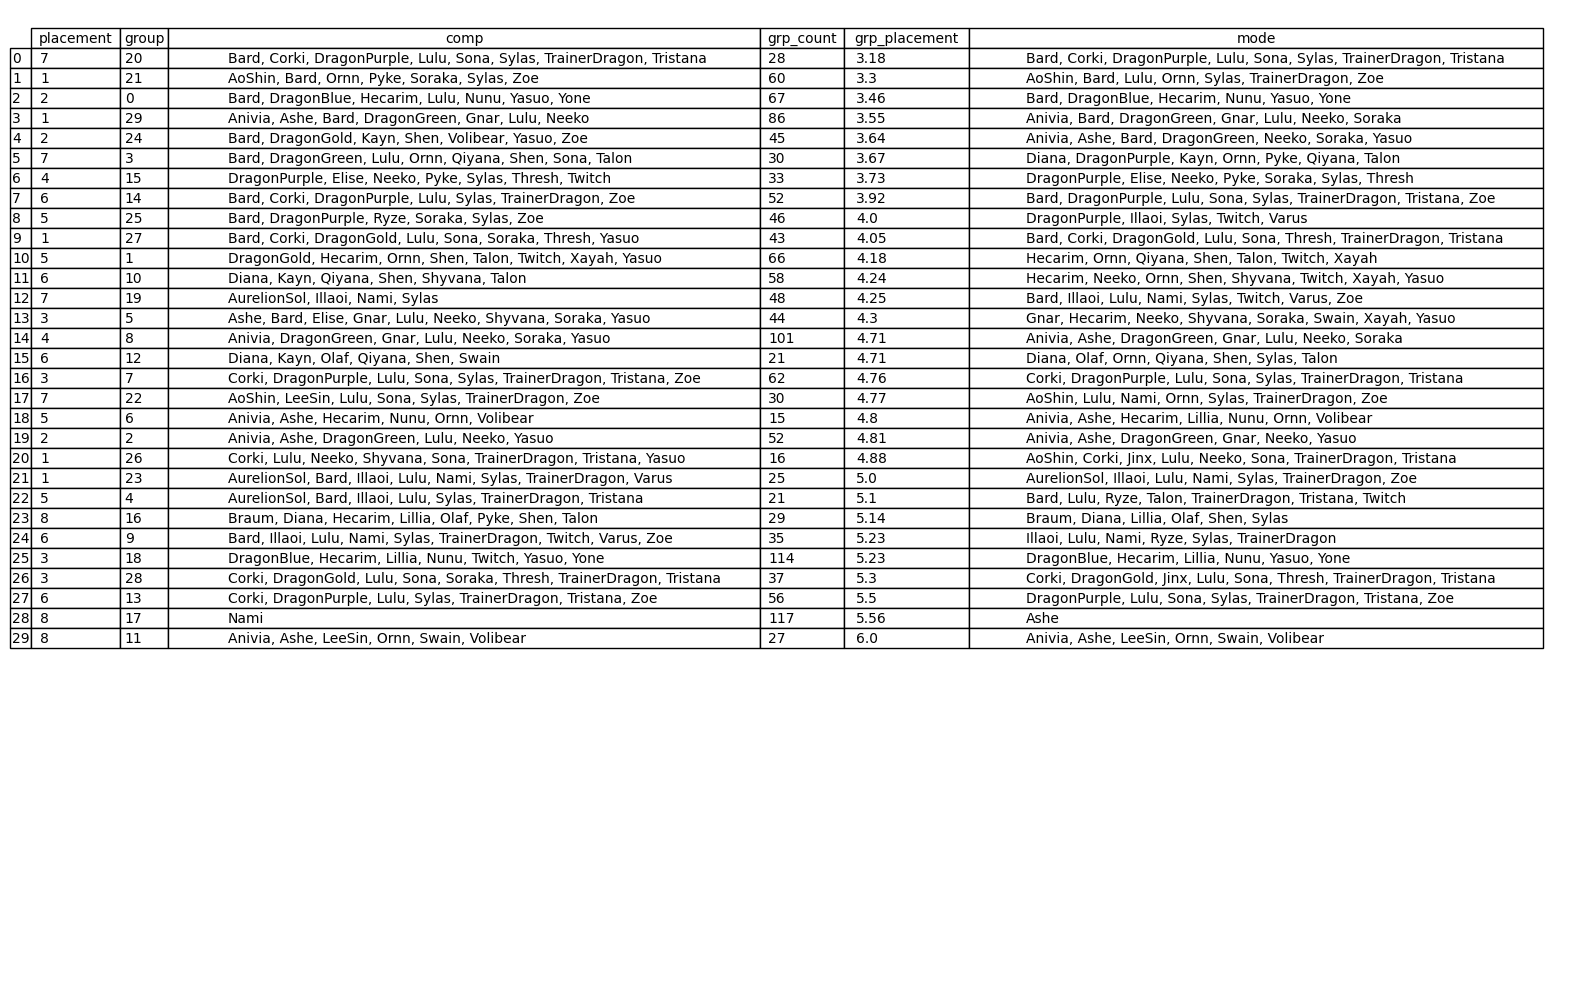 placement group comp grp_count grp_placement mode
0 7 20 Bard, Corki, DragonPurple, Lulu, Sona, Sylas, TrainerDragon, Tristana 28 3.18 Bard, Corki, DragonPurple, Lulu, Sona, Sylas, TrainerDragon, Tristana
1 1 21 AoShin, Bard, Ornn, Pyke, Soraka, Sylas, Zoe 60 3.3 AoShin, Bard, Lulu, Ornn, Sylas, TrainerDragon, Zoe
2 2 0 Bard, DragonBlue, Hecarim, Lulu, Nunu, Yasuo, Yone 67 3.46 Bard, DragonBlue, Hecarim, Nunu, Yasuo, Yone
3 1 29 Anivia, Ashe, Bard, DragonGreen, Gnar, Lulu, Neeko 86 3.55 Anivia, Bard, DragonGreen, Gnar, Lulu, Neeko, Soraka
4 2 24 Bard, DragonGold, Kayn, Shen, Volibear, Yasuo, Zoe 45 3.64 Anivia, Ashe, Bard, DragonGreen, Neeko, Soraka, Yasuo
5 7 3 Bard, DragonGreen, Lulu, Ornn, Qiyana, Shen, Sona, Talon 30 3.67 Diana, DragonPurple, Kayn, Ornn, Pyke, Qiyana, Talon
6 4 15 DragonPurple, Elise, Neeko, Pyke, Sylas, Thresh, Twitch 33 3.73 DragonPurple, Elise, Neeko, Pyke, Soraka, Sylas, Thresh
7 6 14 Bard, Corki, DragonPurple, Lulu, Sylas, TrainerDragon, Zoe 52 3.92 Bard, DragonPurple, Lulu, Sona, Sylas, TrainerDragon, Tristana, Zoe
8 5 25 Bard, DragonPurple, Ryze, Soraka, Sylas, Zoe 46 4.0 DragonPurple, Illaoi, Sylas, Twitch, Varus
9 1 27 Bard, Corki, DragonGold, Lulu, Sona, Soraka, Thresh, Yasuo 43 4.05 Bard, Corki, DragonGold, Lulu, Sona, Thresh, TrainerDragon, Tristana
10 5 1 DragonGold, Hecarim, Ornn, Shen, Talon, Twitch, Xayah, Yasuo 66 4.18 Hecarim, Ornn, Qiyana, Shen, Talon, Twitch, Xayah
11 6 10 Diana, Kayn, Qiyana, Shen, Shyvana, Talon 58 4.24 Hecarim, Neeko, Ornn, Shen, Shyvana, Twitch, Xayah, Yasuo
12 7 19 AurelionSol, Illaoi, Nami, Sylas 48 4.25 Bard, Illaoi, Lulu, Nami, Sylas, Twitch, Varus, Zoe
13 3 5 Ashe, Bard, Elise, Gnar, Lulu, Neeko, Shyvana, Soraka, Yasuo 44 4.3 Gnar, Hecarim, Neeko, Shyvana, Soraka, Swain, Xayah, Yasuo
14 4 8 Anivia, DragonGreen, Gnar, Lulu, Neeko, Soraka, Yasuo 101 4.71 Anivia, Ashe, DragonGreen, Gnar, Lulu, Neeko, Soraka
15 6 12 Diana, Kayn, Olaf, Qiyana, Shen, Swain 21 4.71 Diana, Olaf, Ornn, Qiyana, Shen, Sylas, Talon
16 3 7 Corki, DragonPurple, Lulu, Sona, Sylas, TrainerDragon, Tristana, Zoe 62 4.76 Corki, DragonPurple, Lulu, Sona, Sylas, TrainerDragon, Tristana
17 7 22 AoShin, LeeSin, Lulu, Sona, Sylas, TrainerDragon, Zoe 30 4.77 AoShin, Lulu, Nami, Ornn, Sylas, TrainerDragon, Zoe
18 5 6 Anivia, Ashe, Hecarim, Nunu, Ornn, Volibear 15 4.8 Anivia, Ashe, Hecarim, Lillia, Nunu, Ornn, Volibear
19 2 2 Anivia, Ashe, DragonGreen, Lulu, Neeko, Yasuo 52 4.81 Anivia, Ashe, DragonGreen, Gnar, Neeko, Yasuo
20 1 26 Corki, Lulu, Neeko, Shyvana, Sona, TrainerDragon, Tristana, Yasuo 16 4.88 AoShin, Corki, Jinx, Lulu, Neeko, Sona, TrainerDragon, Tristana
21 1 23 AurelionSol, Bard, Illaoi, Lulu, Nami, Sylas, TrainerDragon, Varus 25 5.0 AurelionSol, Illaoi, Lulu, Nami, Sylas, TrainerDragon, Zoe
22 5 4 AurelionSol, Bard, Illaoi, Lulu, Sylas, TrainerDragon, Tristana 21 5.1 Bard, Lulu, Ryze, Talon, TrainerDragon, Tristana, Twitch
23 8 16 Braum, Diana, Hecarim, Lillia, Olaf, Pyke, Shen, Talon 29 5.14 Braum, Diana, Lillia, Olaf, Shen, Sylas
24 6 9 Bard, Illaoi, Lulu, Nami, Sylas, TrainerDragon, Twitch, Varus, Zoe 35 5.23 Illaoi, Lulu, Nami, Ryze, Sylas, TrainerDragon
25 3 18 DragonBlue, Hecarim, Lillia, Nunu, Twitch, Yasuo, Yone 114 5.23 DragonBlue, Hecarim, Lillia, Nunu, Yasuo, Yone
26 3 28 Corki, DragonGold, Lulu, Sona, Soraka, Thresh, TrainerDragon, Tristana 37 5.3 Corki, DragonGold, Jinx, Lulu, Sona, Thresh, TrainerDragon, Tristana
27 6 13 Corki, DragonPurple, Lulu, Sylas, TrainerDragon, Tristana, Zoe 56 5.5 DragonPurple, Lulu, Sona, Sylas, TrainerDragon, Tristana, Zoe
28 8 17 Nami 117 5.56 Ashe
29 8 11 Anivia, Ashe, LeeSin, Ornn, Swain, Volibear 27 6.0 Anivia, Ashe, LeeSin, Ornn, Swain, Volibear